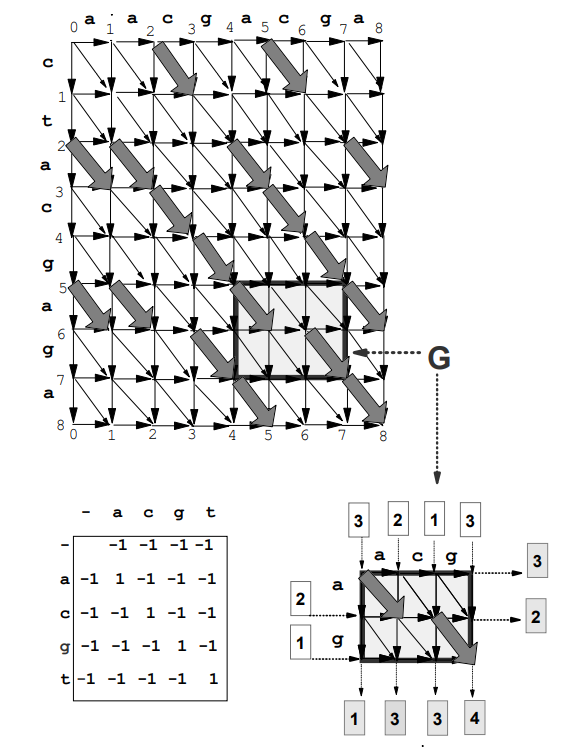 a a c g a c g a
0 1 2 3 4 5 6 7 8
c
1
t
2
a
3
c
4
g
5
a
6
G
g
7
a
8
0 1 2 3 4 5 6 7 8
- a c g t
- -1 -1 -1 -1
a -1 1 -1 -1 -1
c -1 -1 1 -1 -1
g -1 -1 -1 1 -1
t -1 -1 -1 -1 1
3 2 1 3
a c g
3
a
2
2
g
1
1 3 3 4